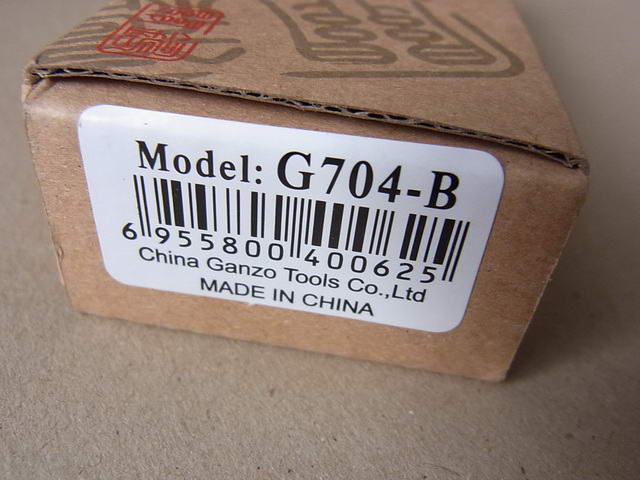 Model: G704-B
6 955800 400625
China Ganzo Tools Co.,Ltd
MADE IN CHINA